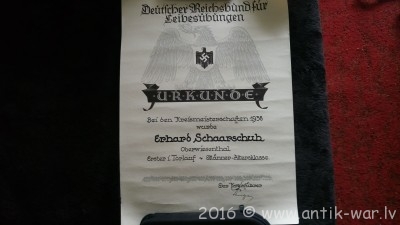 Deutscher Reichsbund für
Leibesübungen
URKUNDE
Bei den Kreismeisterschaften 1938
wurde
Erhard Schaarschuh
Oberwiesenthal
Erster i. Torlauf - Männer-Altersklasse
2016 © www.antik-war.lv